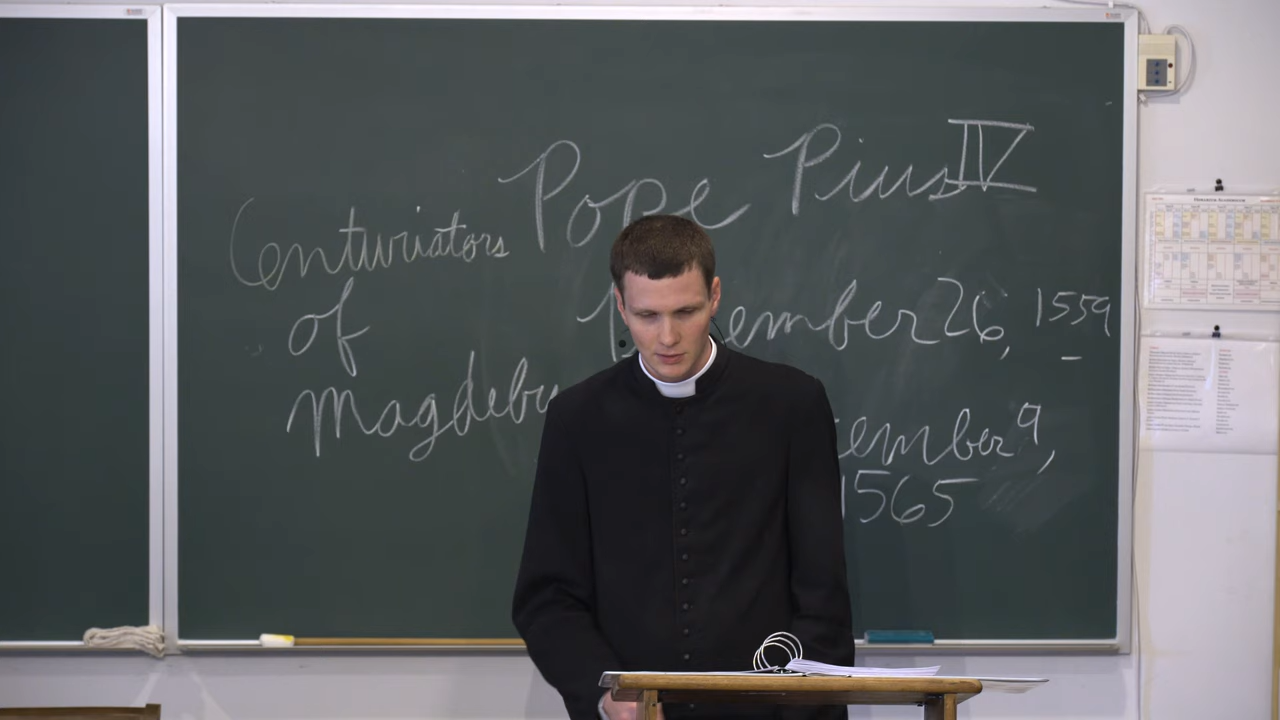 Pope Pius IV
Centuriators
of
Magdebu
ember 26, 1559
–
ember 9,
1565